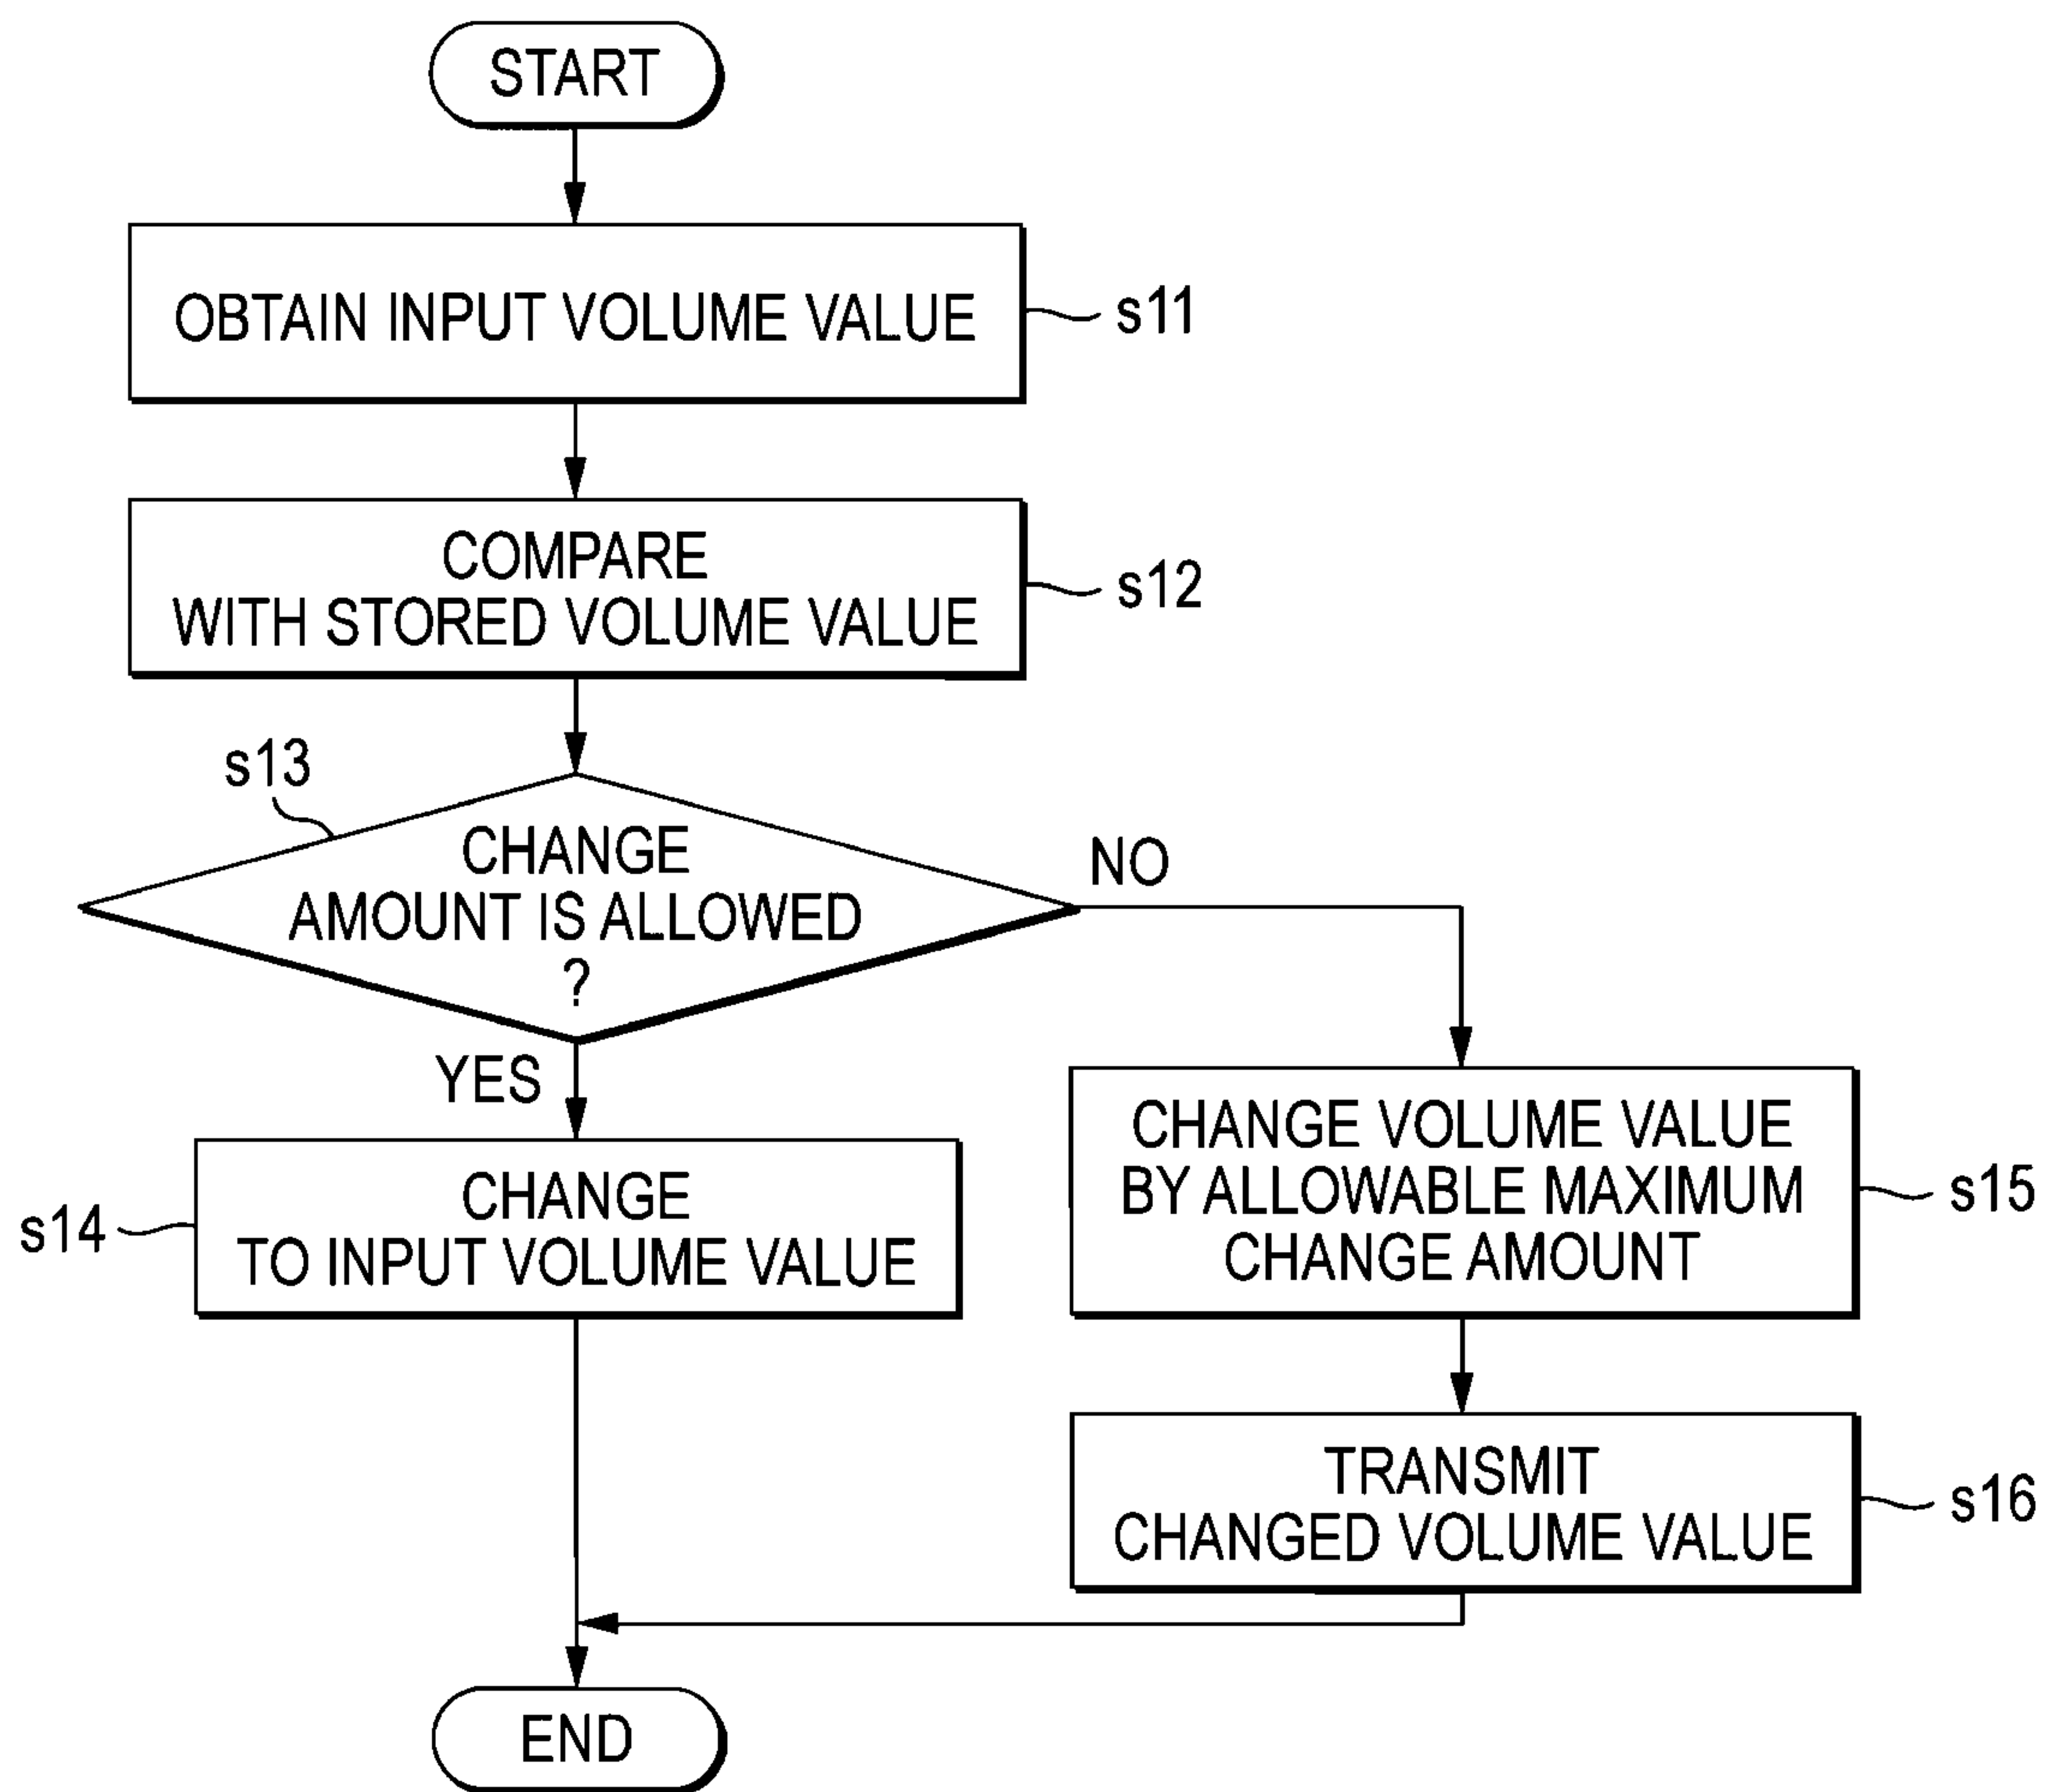 START
OBTAIN INPUT VOLUME VALUE
s11
COMPARE
WITH STORED VOLUME VALUE
s12
s13
CHANGE
AMOUNT IS ALLOWED
?
NO
YES
CHANGE
TO INPUT VOLUME VALUE
s14
CHANGE VOLUME VALUE
BY ALLOWABLE MAXIMUM
CHANGE AMOUNT
s15
TRANSMIT
CHANGED VOLUME VALUE
s16
END